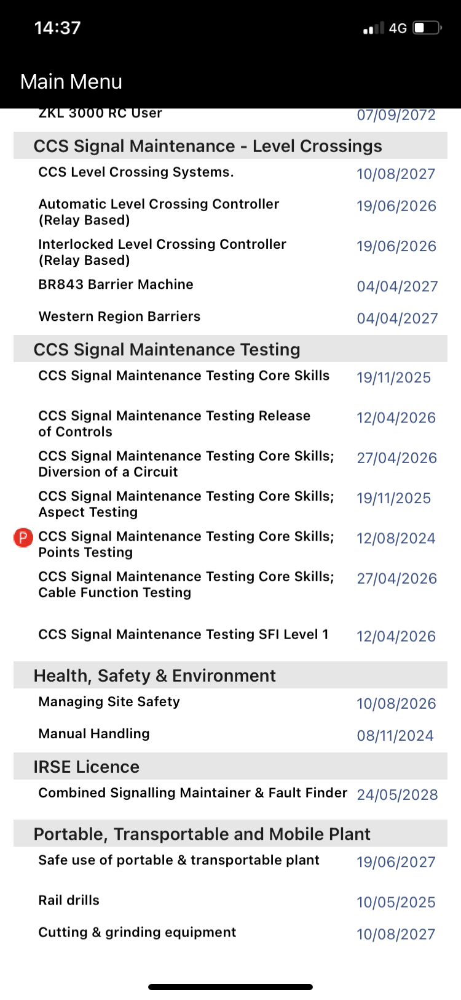 14:37
4G
Main Menu
ZKL 3000 RC User 07/09/2072
CCS Signal Maintenance - Level Crossings
CCS Level Crossing Systems. 10/08/2027
Automatic Level Crossing Controller 19/06/2026
(Relay Based)
Interlocked Level Crossing Controller 19/06/2026
(Relay Based)
BR843 Barrier Machine 04/04/2027
Western Region Barriers 04/04/2027
CCS Signal Maintenance Testing
CCS Signal Maintenance Testing Core Skills 19/11/2025
CCS Signal Maintenance Testing Release 12/04/2026
of Controls
CCS Signal Maintenance Testing Core Skills; 27/04/2026
Diversion of a Circuit
CCS Signal Maintenance Testing Core Skills; 19/11/2025
Aspect Testing
P CCS Signal Maintenance Testing Core Skills; 12/08/2024
Points Testing
CCS Signal Maintenance Testing Core Skills; 27/04/2026
Cable Function Testing
CCS Signal Maintenance Testing SFI Level 1 12/04/2026
Health, Safety & Environment
Managing Site Safety 10/08/2026
Manual Handling 08/11/2024
IRSE Licence
Combined Signalling Maintainer & Fault Finder 24/05/2028
Portable, Transportable and Mobile Plant
Safe use of portable & transportable plant 19/06/2027
Rail drills 10/05/2025
Cutting & grinding equipment 10/08/2027